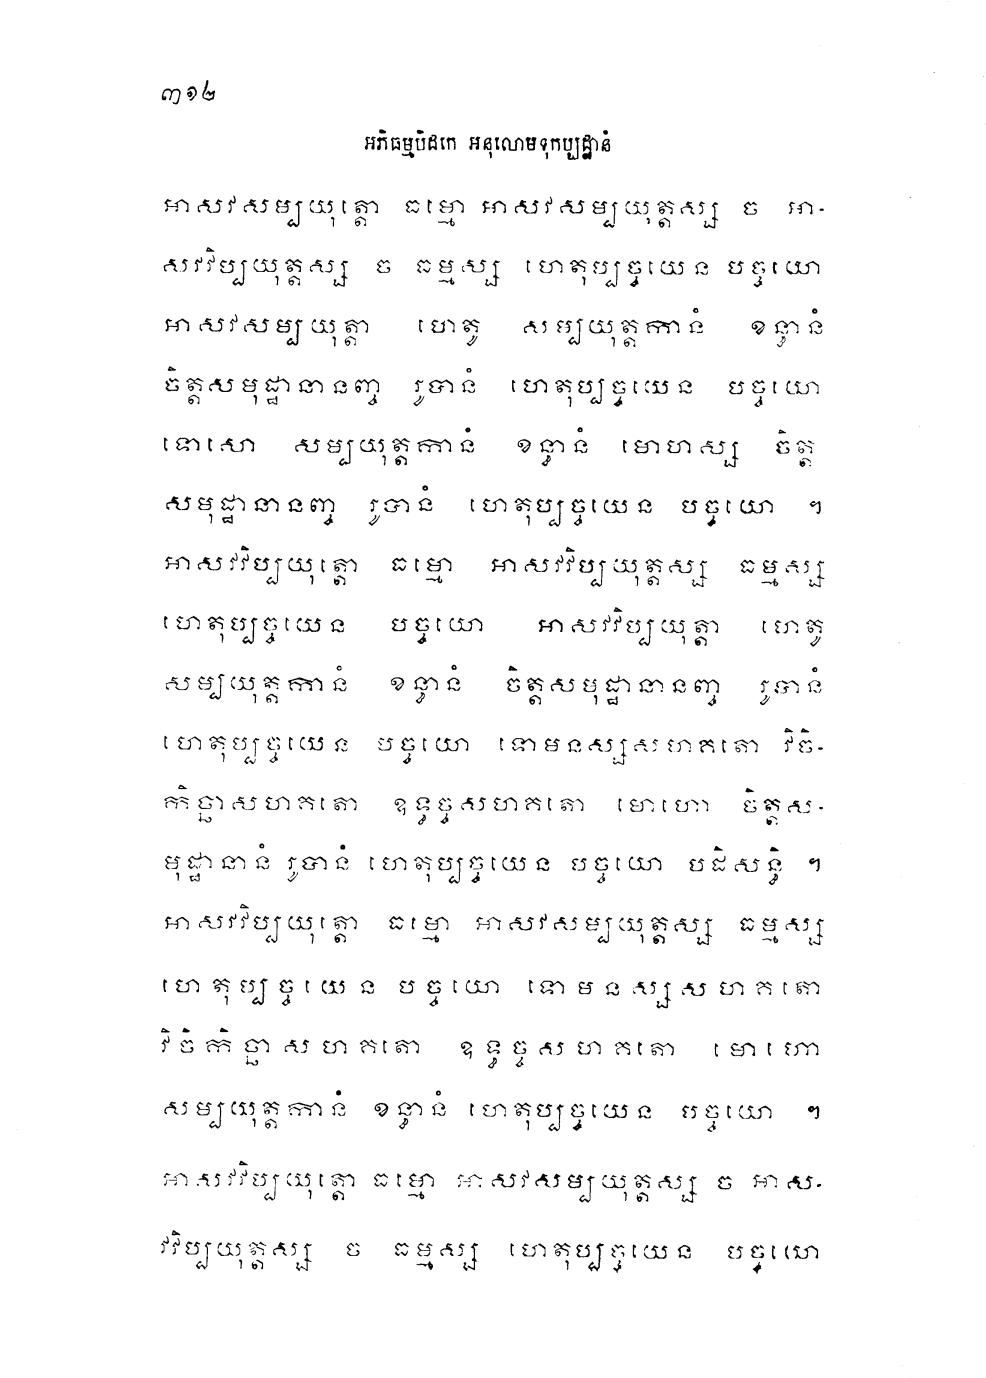 ៣១២
អភិធម្មបិដកេ អនុលោមទុកប្បដ្ឋានំ
អាសវសម្បយុត្តោ ធម្មោ អាសវសម្បយុត្តស្ស ច អា-
សវវិប្បយុត្តស្ស ច ធម្មស្ស ហេតុប្បច្ចយេន បច្ចយោ
អាសវសម្បយុត្តា ហេតូ សម្បយុត្តកានំ ខន្ធានំ
ចិត្តសមុដ្ឋានានញ្ច រូបានំ ហេតុប្បច្ចយេន បច្ចយោ
ទោសោ សម្បយុត្តកានំ ខន្ធានំ មោហស្ស ចិត្ត
សមុដ្ឋានានញ្ច រូបានំ ហេតុប្បច្ចយេន បច្ចយោ ។
អាសវវិប្បយុត្តោ ធម្មោ អាសវវិប្បយុត្តស្ស ធម្មស្ស
ហេតុប្បច្ចយេន បច្ចយោ អាសវវិប្បយុត្តា ហេតូ
សម្បយុត្តកានំ ខន្ធានំ ចិត្តសមុដ្ឋានានញ្ច រូបានំ
ហេតុប្បច្ចយេន បច្ចយោ ទោមនស្សសហគតោ វិចិ-
កិច្ឆាសហគតោ ឧទ្ធច្ចសហគតោ មោហោ ចិត្តស-
មុដ្ឋានានំ រូបានំ ហេតុប្បច្ចយេន បច្ចយោ បដិសន្ធិ ។
អាសវវិប្បយុត្តោ ធម្មោ អាសវសម្បយុត្តស្ស ធម្មស្ស
ហេតុប្បច្ចយេន បច្ចយោ ទោមនស្សសហគតោ
វិចិកិច្ឆាសហគតោ ឧទ្ធច្ចសហគតោ មោហោ
សម្បយុត្តកានំ ខន្ធានំ ហេតុប្បច្ចយេន បច្ចយោ ។
អាសវវិប្បយុត្តោ ធម្មោ អាសវសម្បយុត្តស្ស ច អាស-
វវិប្បយុត្តស្ស ច ធម្មស្ស ហេតុប្បច្ចយេន បច្ចយោ